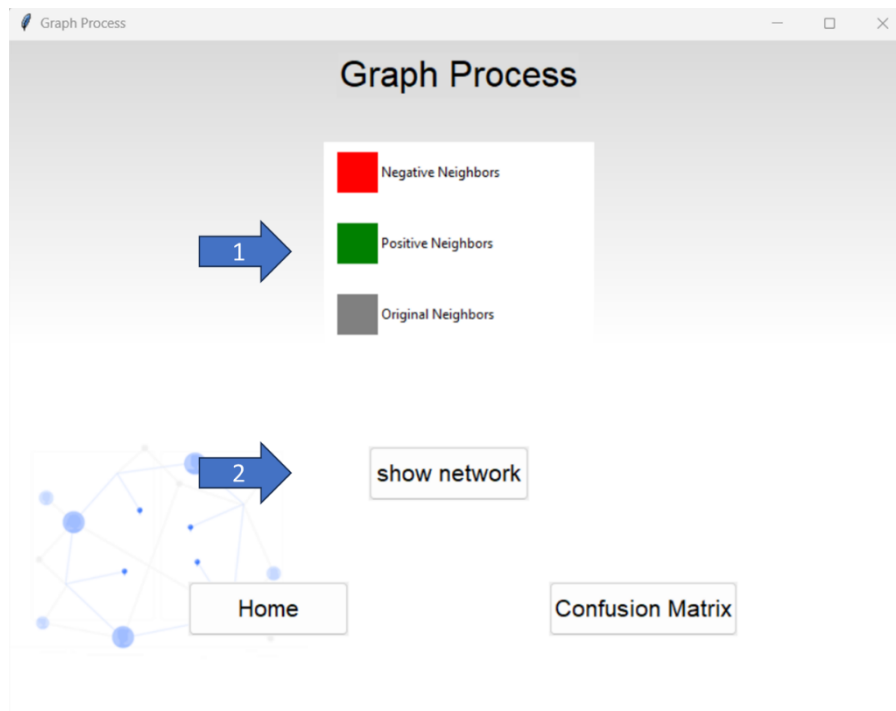 Graph Process
Graph Process
Negative Neighbors
1
Positive Neighbors
Original Neighbors
2
show network
Home
Confusion Matrix